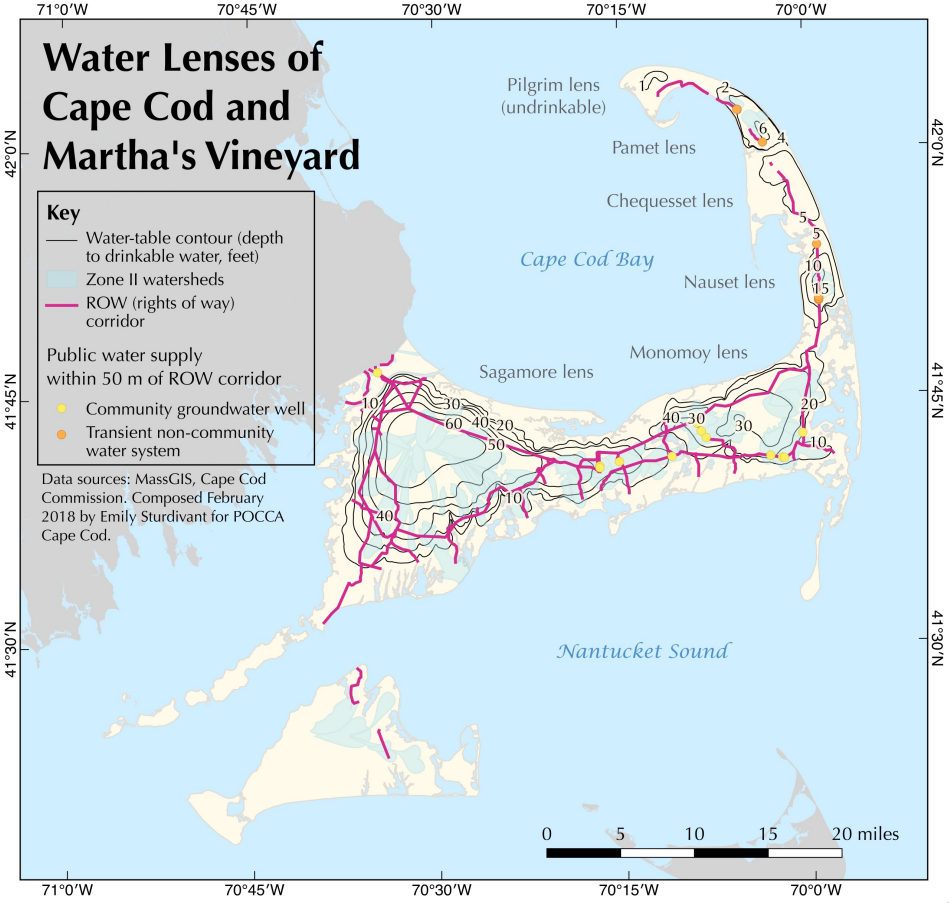 71°0'W 70°45'W 70°30'W 70°15'W 70°0'W
Water Lenses of
Cape Cod and
Martha's Vineyard
Key
Water-table contour (depth
to drinkable water, feet)
Zone II watersheds
ROW (rights of way)
corridor
Public water supply
within 50 m of ROW corridor
Community groundwater well
Transient non-community
water system
Data sources: MassGIS, Cape Cod
Commission. Composed February
2018 by Emily Sturdivant for POCCA
Cape Cod.
Pilgrim lens
(undrinkable)
1
2
6
4
Pamet lens
Chequesset lens
5
5
Cape Cod Bay
10
Nauset lens
15
Monomoy lens
Sagamore lens
10
30
60
40
20
50
40
30
30
20
10
10
40
Nantucket Sound
42°0'N
41°45'N
41°30'N
42°0'N
41°45'N
41°30'N
0 5 10 15 20 miles
71°0'W 70°45'W 70°30'W 70°15'W 70°0'W